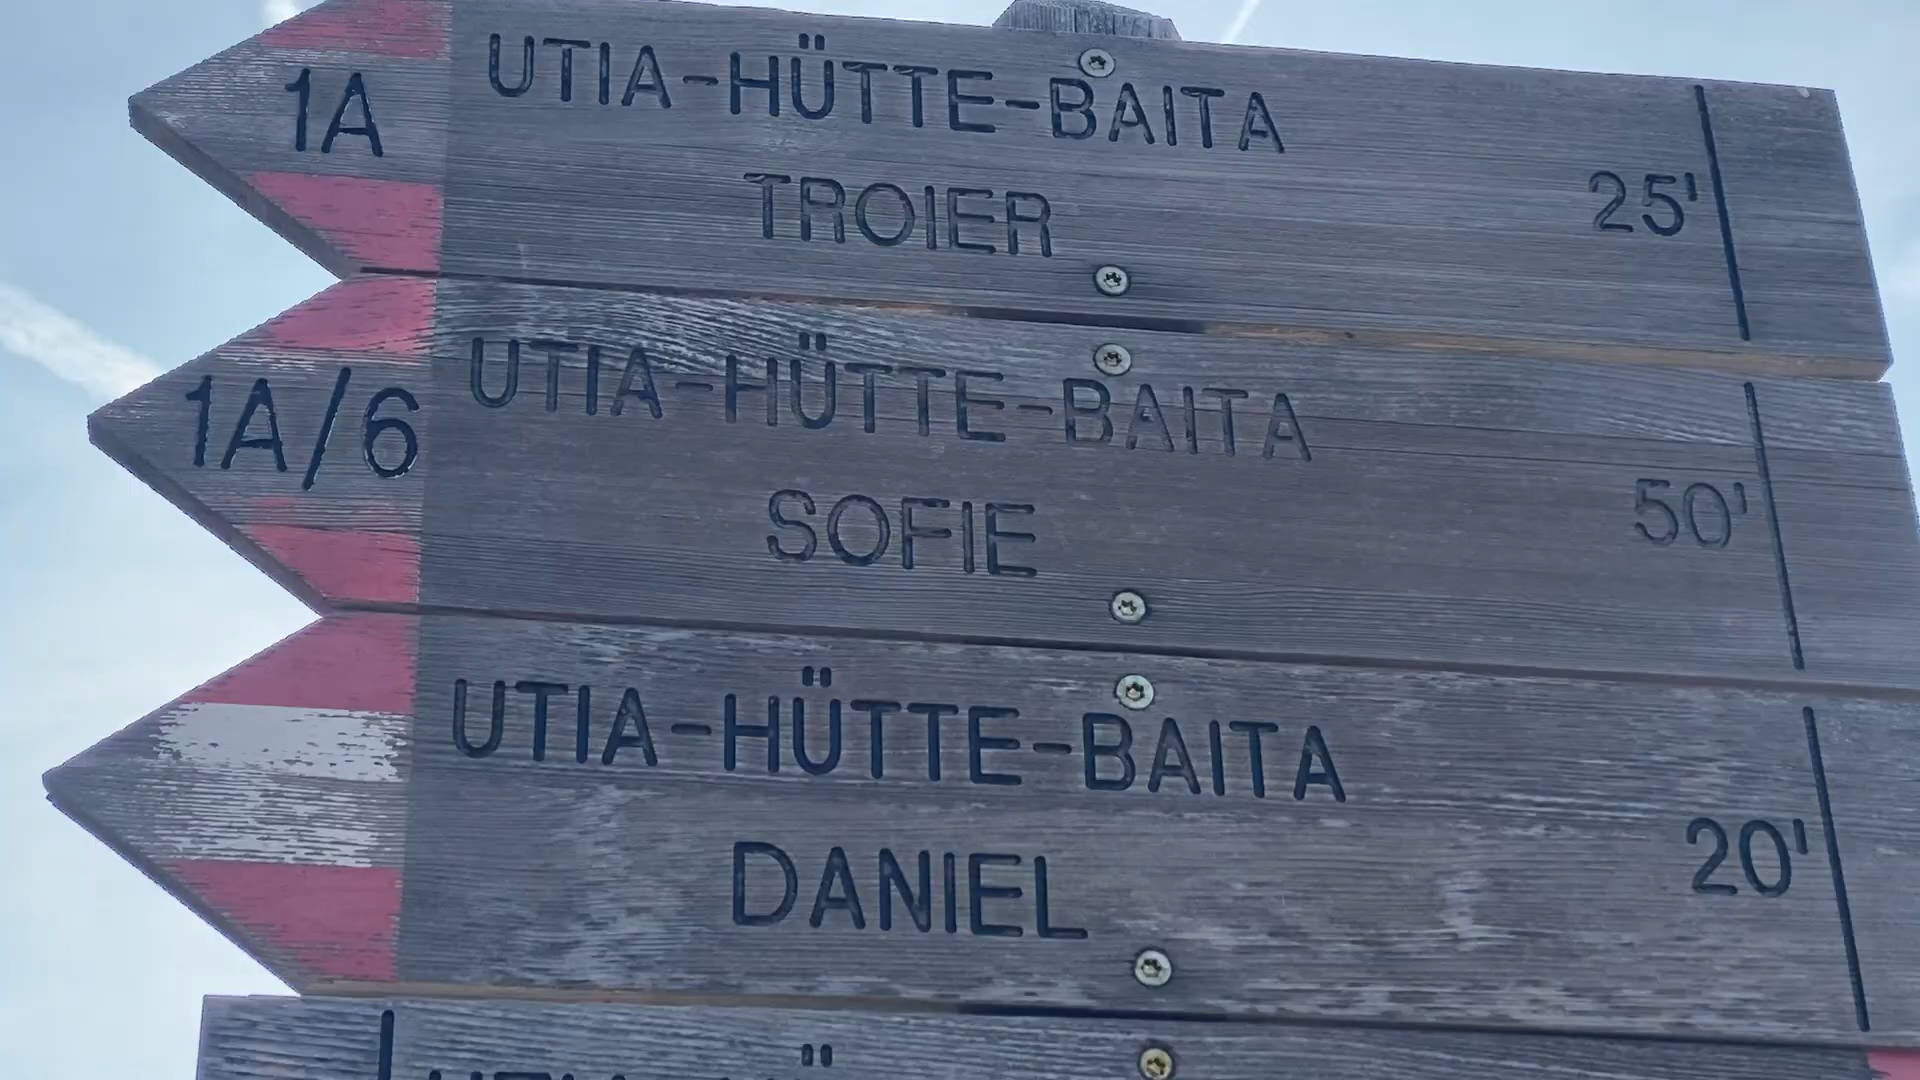 1A UTIA-HÜTTE-BAITA
TROIER 25'
1A/6 UTIA-HÜTTE-BAITA
SOFIE 50'
UTIA-HÜTTE-BAITA
DANIEL 20'